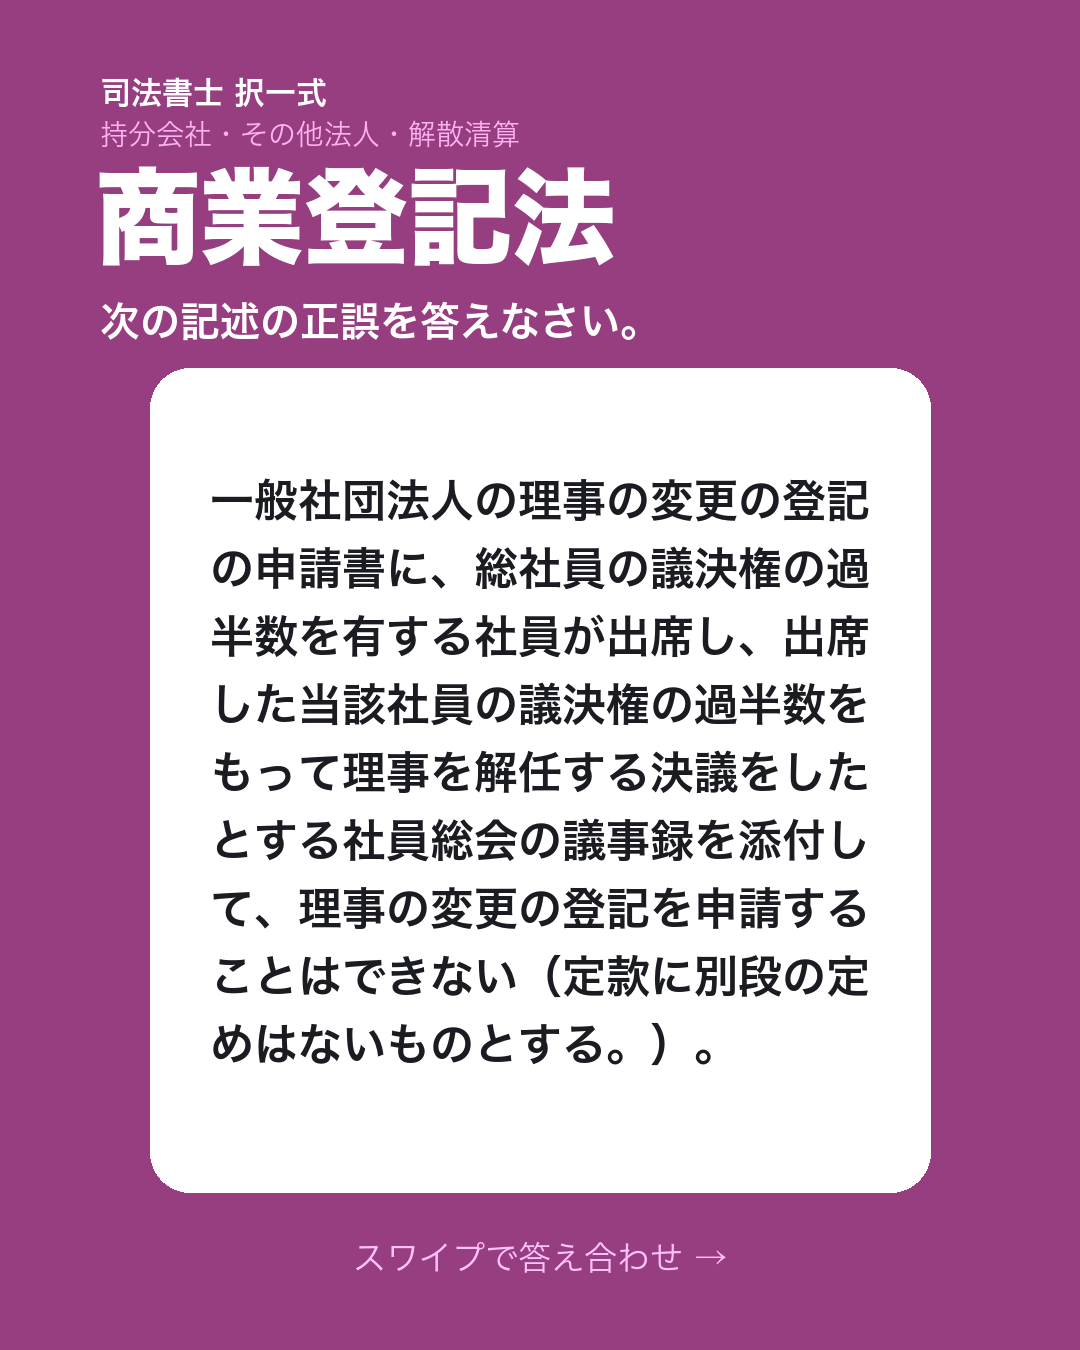 司法書士 択一式
持分会社・その他法人・解散清算
商業登記法
次の記述の正誤を答えなさい。
一般社団法人の理事の変更の登記
の申請書に、総社員の議決権の過
半数を有する社員が出席し、出席
した当該社員の議決権の過半数を
もって理事を解任する決議をした
とする社員総会の議事録を添付し
て、理事の変更の登記を申請する
ことはできない（定款に別段の定
めはないものとする。）。
スワイプで答え合わせ →